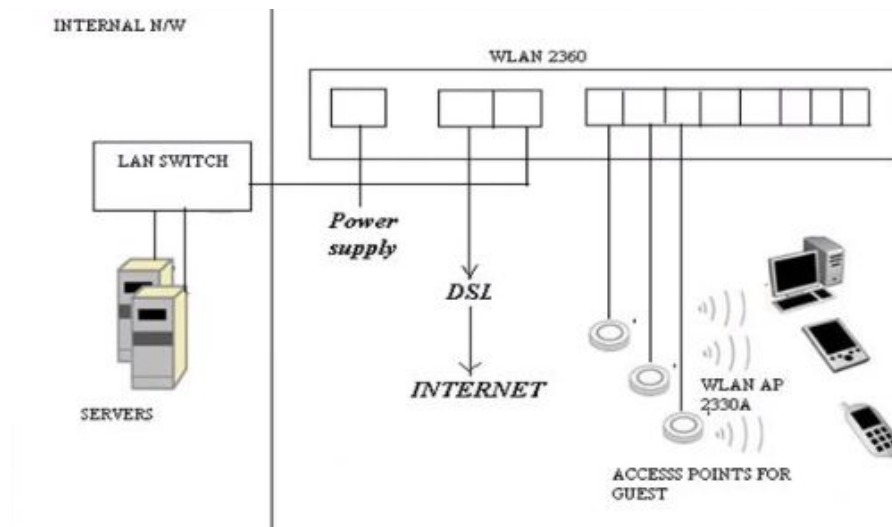 INTERNAL N/W
WLAN 2360
LAN SWITCH
Power
supply
DSL
INTERNET
WLAN AP
2330A
SERVERS
ACCESSS POINTS FOR
GUEST